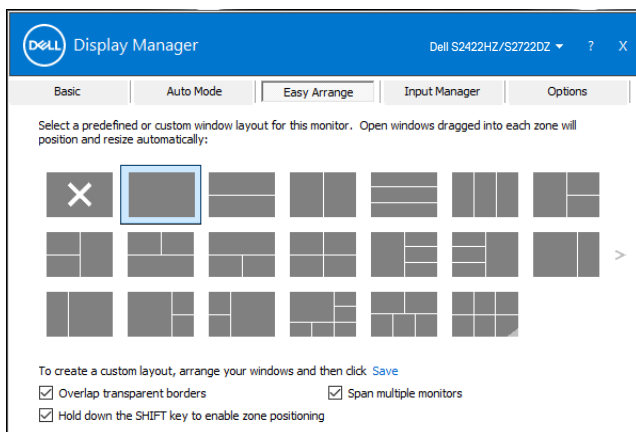 DELL Display Manager Dell S2422HZ/S2722DZ ? X
Basic Auto Mode Easy Arrange Input Manager Options
Select a predefined or custom window layout for this monitor. Open windows dragged into each zone will
position and resize automatically:
>
To create a custom layout, arrange your windows and then click Save
Overlap transparent borders Span multiple monitors
Hold down the SHIFT key to enable zone positioning